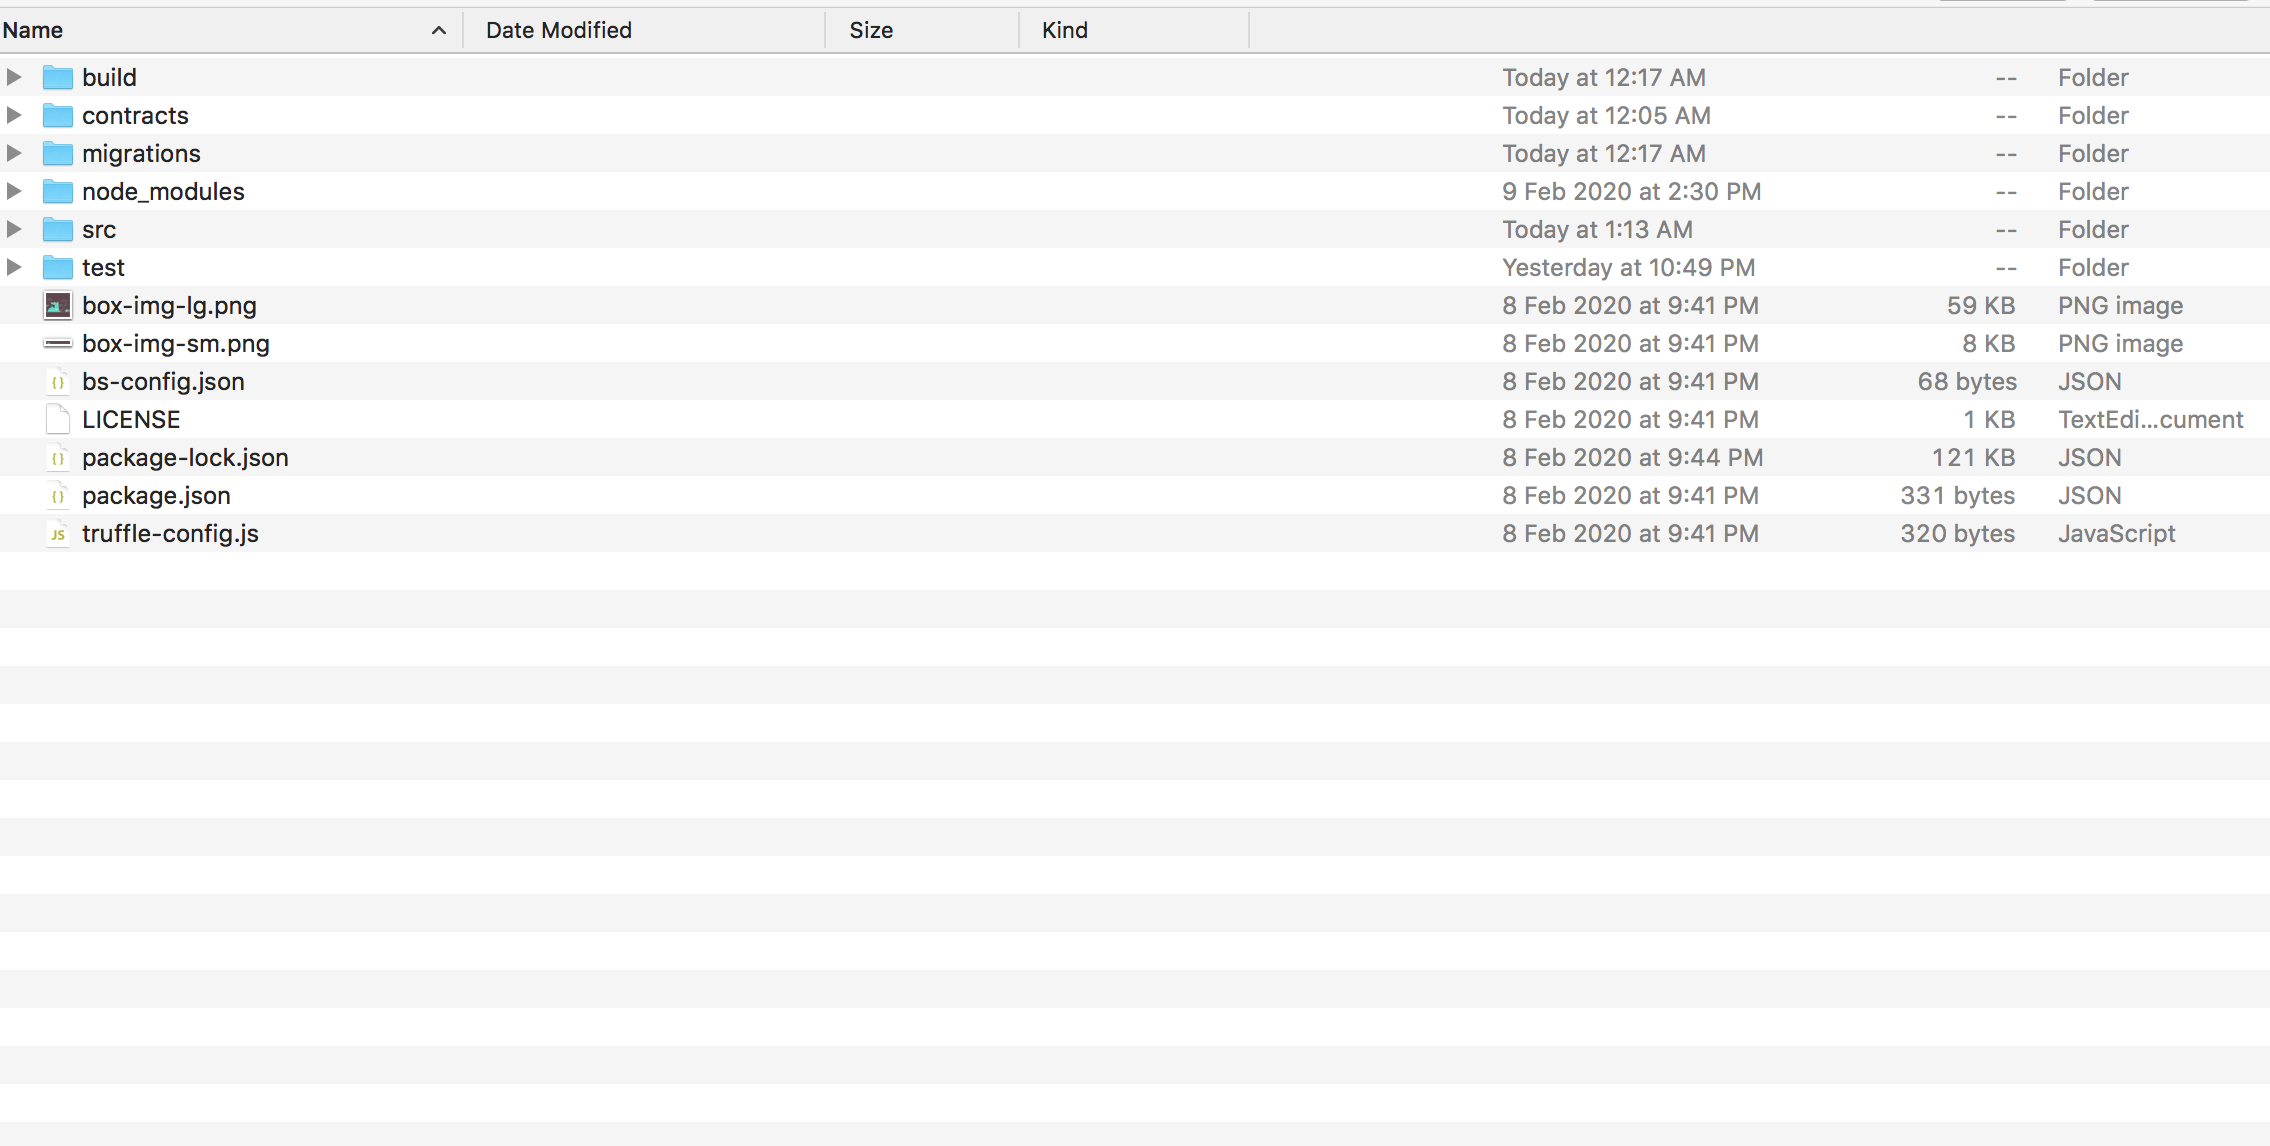 Name Date Modified Size Kind
build Today at 12:17 AM -- Folder
contracts Today at 12:05 AM -- Folder
migrations Today at 12:17 AM -- Folder
node_modules 9 Feb 2020 at 2:30 PM -- Folder
src Today at 1:13 AM -- Folder
test Yesterday at 10:49 PM -- Folder
box-img-lg.png 8 Feb 2020 at 9:41 PM 59 KB PNG image
box-img-sm.png 8 Feb 2020 at 9:41 PM 8 KB PNG image
{} bs-config.json 8 Feb 2020 at 9:41 PM 68 bytes JSON
LICENSE 8 Feb 2020 at 9:41 PM 1 KB TextEdi...cument
{} package-lock.json 8 Feb 2020 at 9:44 PM 121 KB JSON
{} package.json 8 Feb 2020 at 9:41 PM 331 bytes JSON
JS truffle-config.js 8 Feb 2020 at 9:41 PM 320 bytes JavaScript